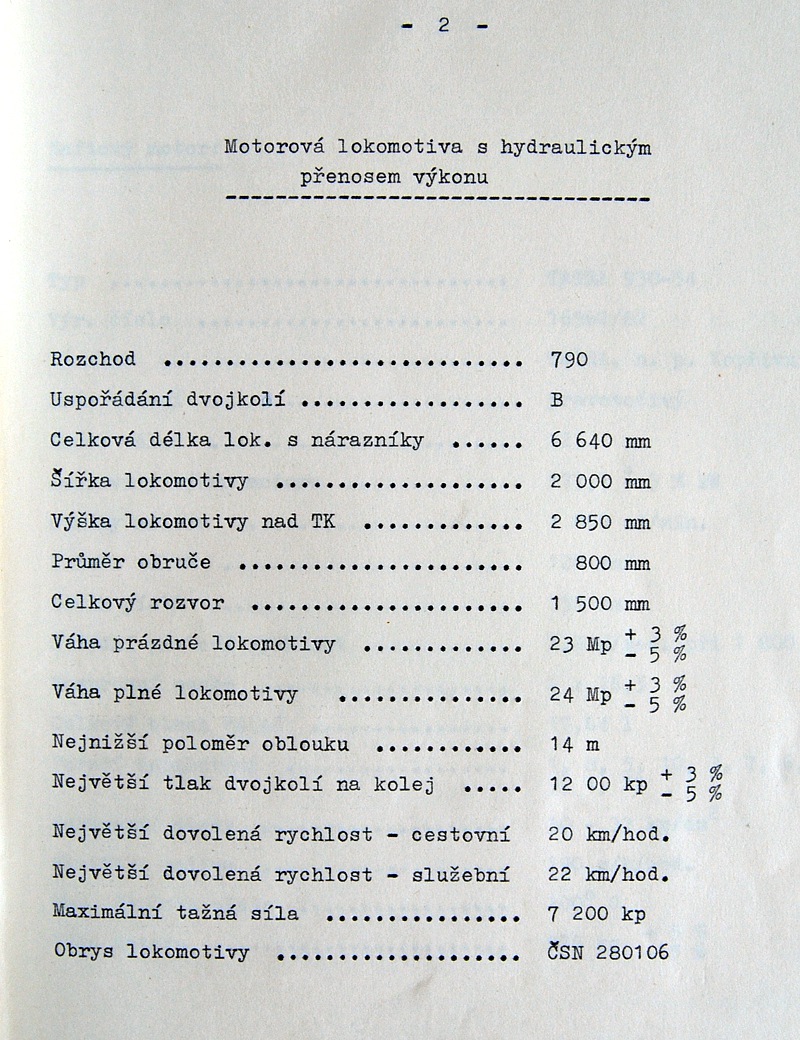 - 2 -
Motorová lokomotiva s hydraulickým
přenosem výkonu
Rozchod ............................. 790
Uspořádání dvojkolí .................. B
Celková délka lok. s nárazníky ...... 6 640 mm
Šířka lokomotivy .................... 2 000 mm
Výška lokomotivy nad TK ............. 2 850 mm
Průměr obruče ....................... 800 mm
Celkový rozvor ...................... 1 500 mm
Váha prázdné lokomotivy ............. 23 Mp + 3 % - 5 %
Váha plné lokomotivy ............... 24 Mp + 3 % - 5 %
Nejnižší poloměr oblouku ............ 14 m
Největší tlak dvojkolí na kolej ..... 12 00 kp + 3 % - 5 %
Největší dovolená rychlost - cestovní 20 km/hod.
Největší dovolená rychlost - služební 22 km/hod.
Maximální tažná síla ................ 7 200 kp
Obrys lokomotivy .................... ČSN 280106